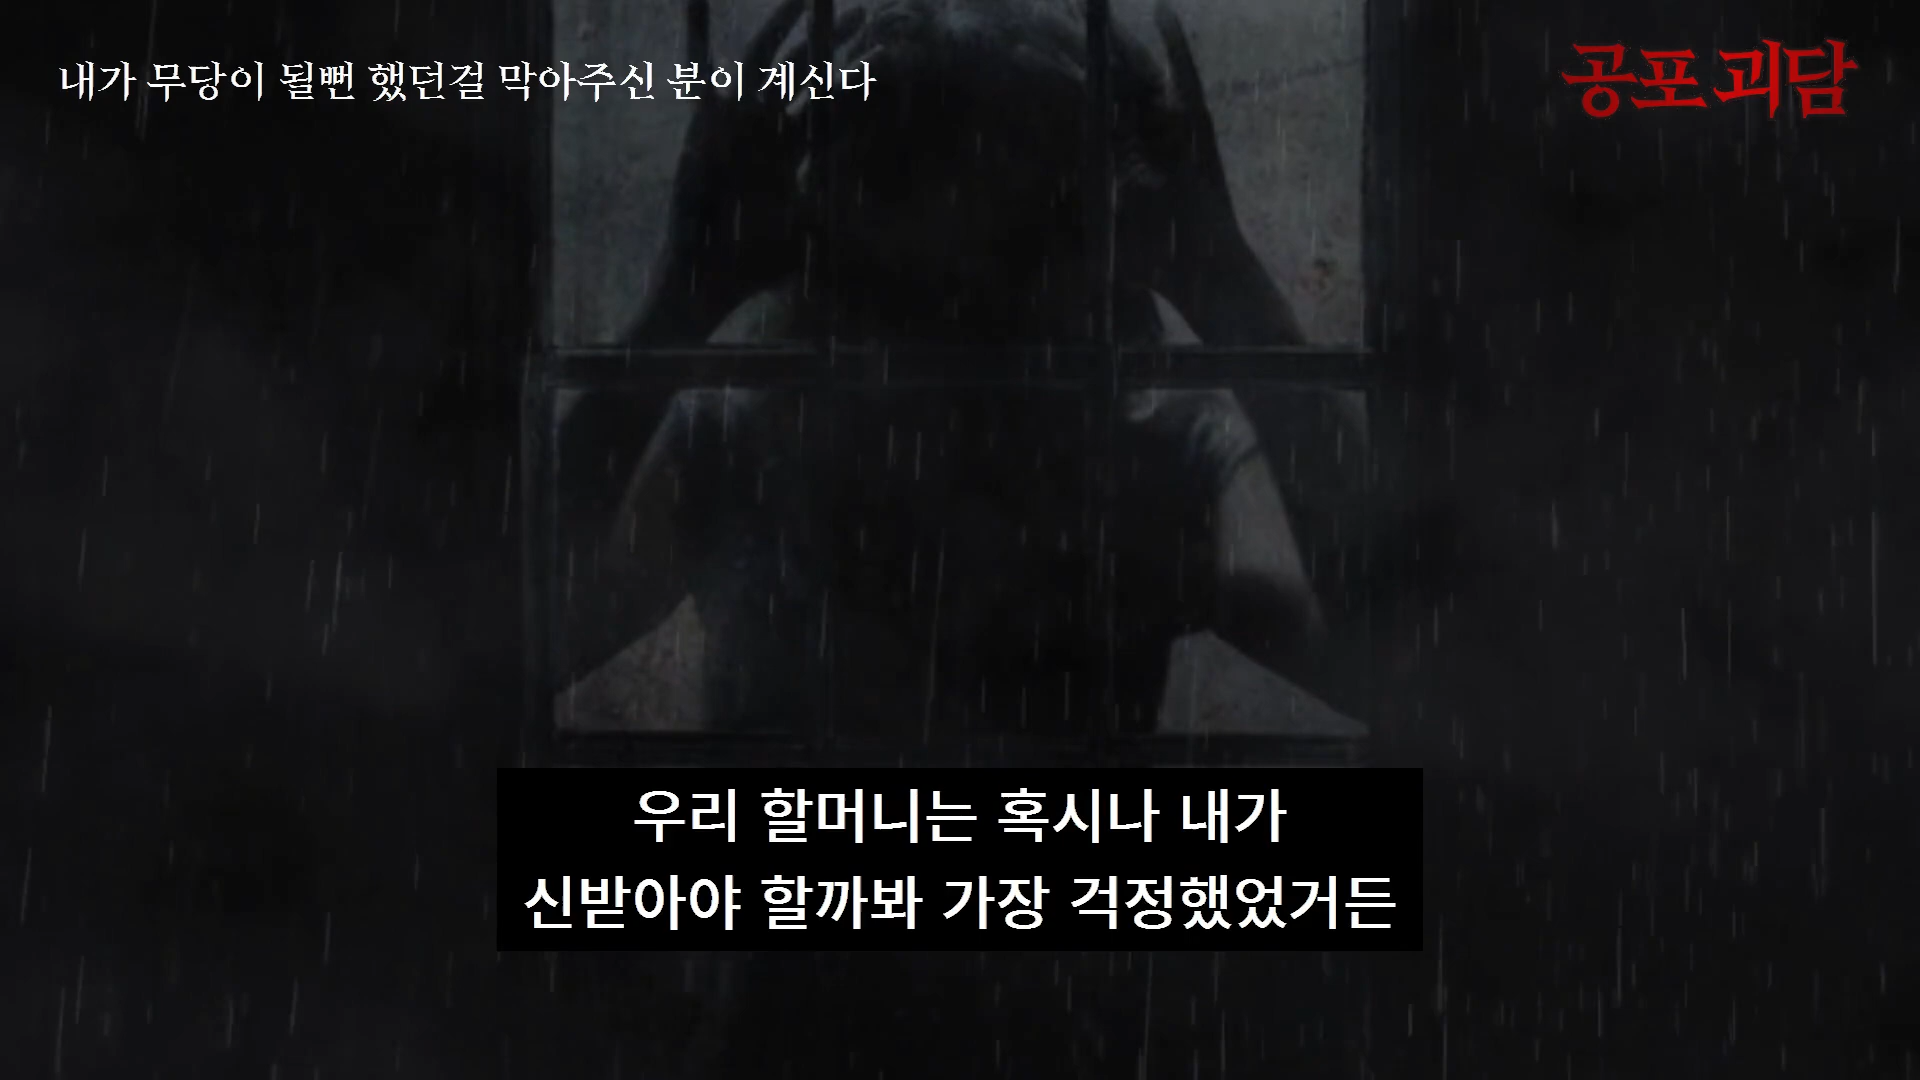 내가 무당이 될뻔 했던걸 막아주신 분이 계신다
공포괴담
우리 할머니는 혹시나 내가
신받아야 할까봐 가장 걱정했었거든